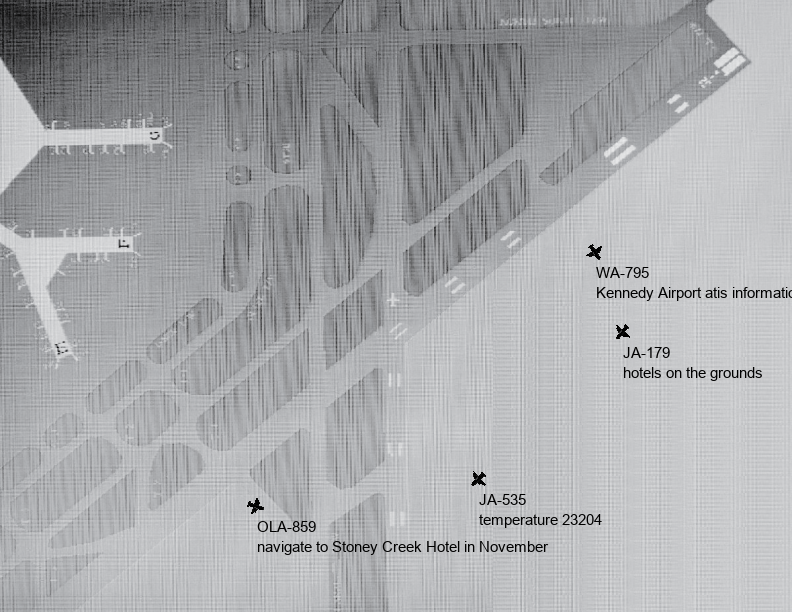 G
F
E
WA-795
Kennedy Airport atis informatio
JA-179
hotels on the grounds
JA-535
temperature 23204
OLA-859
navigate to Stoney Creek Hotel in November